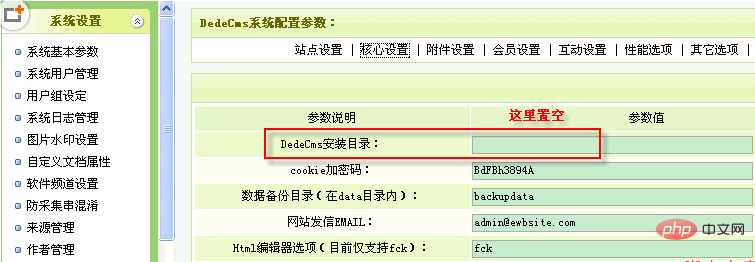 系统设置
系统基本参数
系统用户管理
用户组设定
系统日志管理
图片水印设置
自定义文档属性
软件频道设置
防采集串混淆
来源管理
作者管理
DedeCms系统配置参数：
站点设置 | 核心设置 | 附件设置 | 会员设置 | 互动设置 | 性能选项 | 其它选项 |
参数说明 这里置空 参数值
DedeCms安装目录：
cookie加密码： BdFBh3894A
数据备份目录（在data目录内）： backupdata
网站发信EMAIL： admin@ewbsite.com
Html编辑器选项（目前仅支持fck）： fck
php 中文网